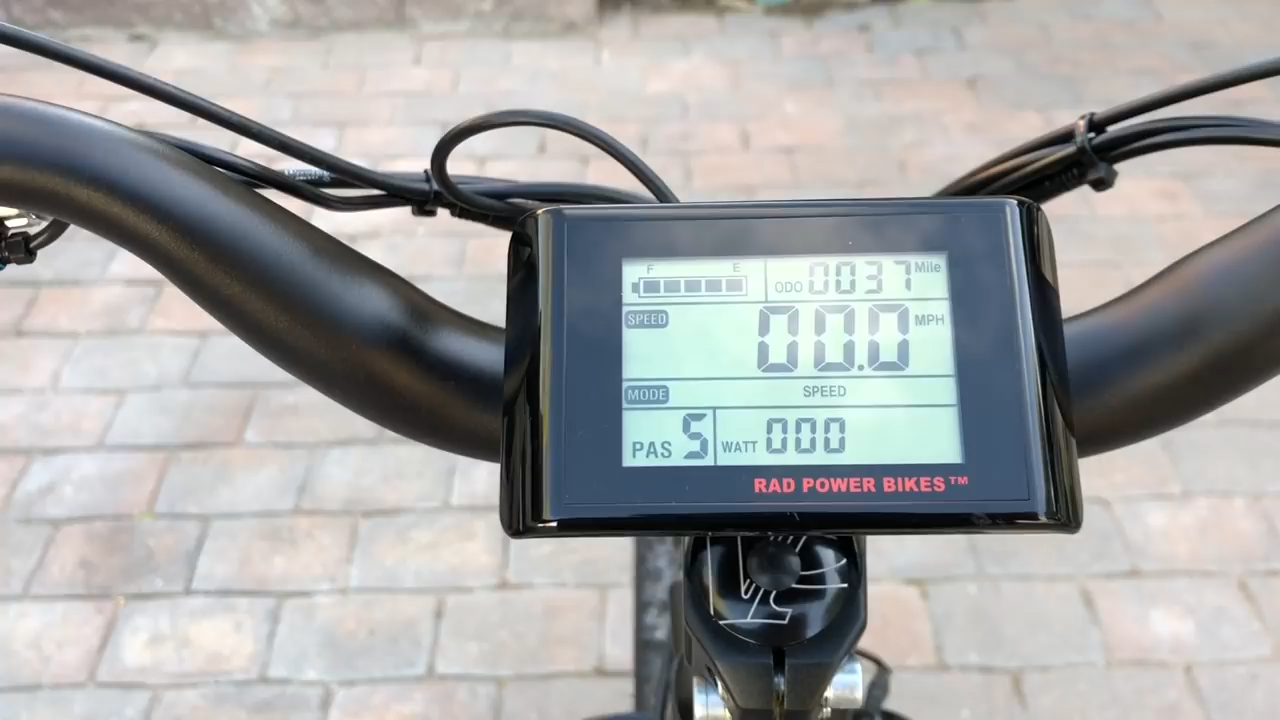 F E
ODO 0037 Mile
SPEED 00.0 MPH
MODE SPEED
PAS 5 WATT 000
RAD POWER BIKES™